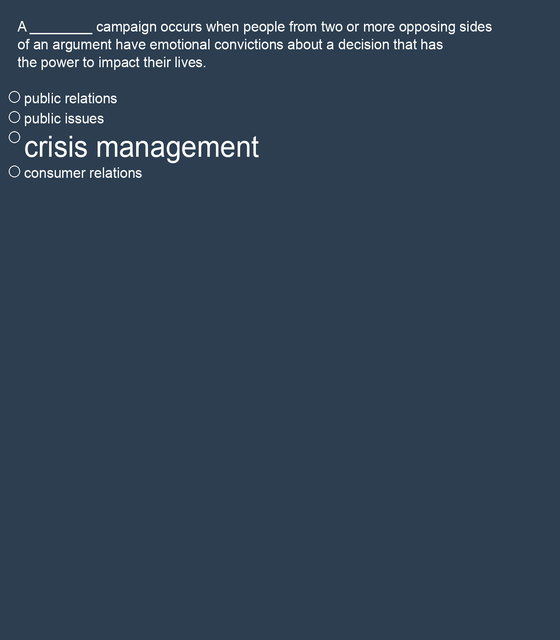 A ________ campaign occurs when people from two or more opposing sides
of an argument have emotional convictions about a decision that has
the power to impact their lives.
public relations
public issues
crisis management
consumer relations